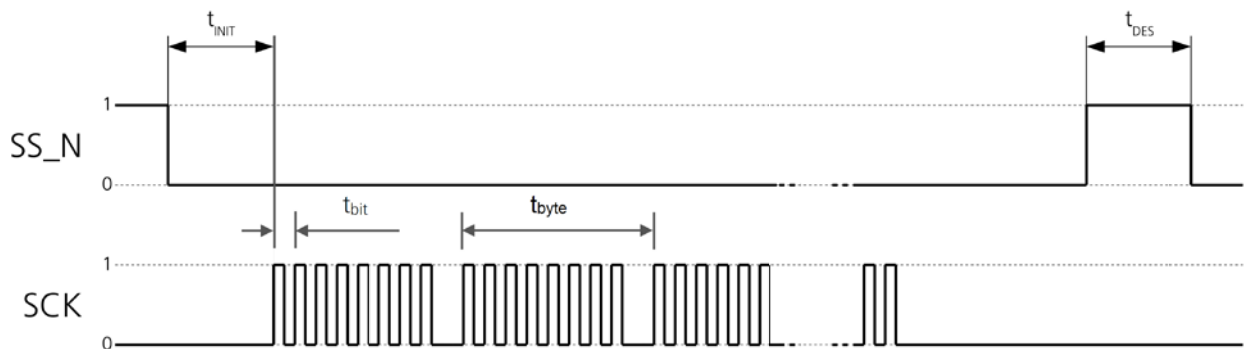 tINIT
tDES
1
SS_N
0
tbit
tbyte
1
SCK
0